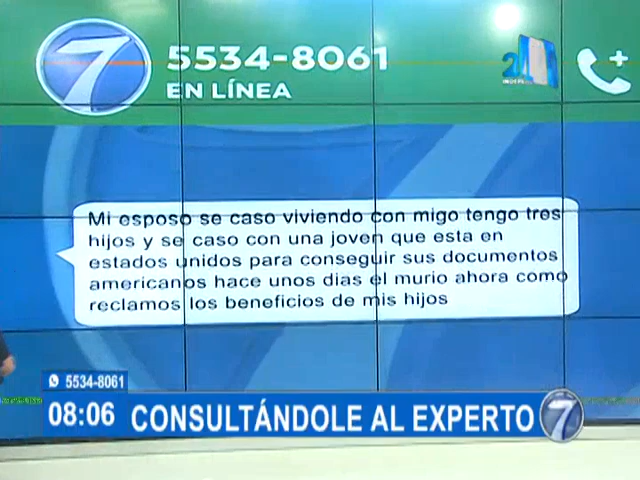 7
5534-8061
EN LÍNEA
Mi esposo se caso viviendo con migo tengo tres
hijos y se caso con una joven que esta en
estados unidos para conseguir sus documentos
americanos hace unos dias el murio ahora como
reclamos los beneficios de mis hijos
5534-8061
08:06 CONSULTÁNDOLE AL EXPERTO 7